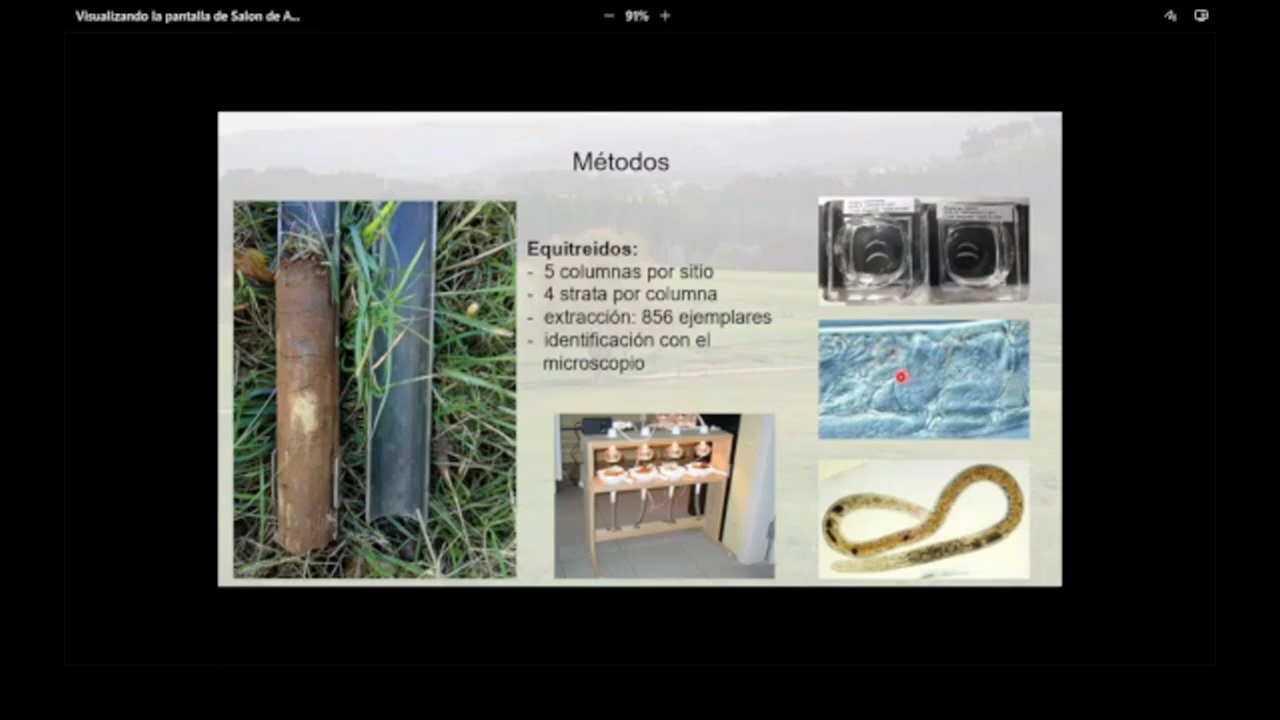 Visualizando la pantalla de Salon de A...
91%
Métodos
Equitreidos:
- 5 columnas por sitio
- 4 strata por columna
- extracción: 856 ejemplares
- identificación con el
microscopio